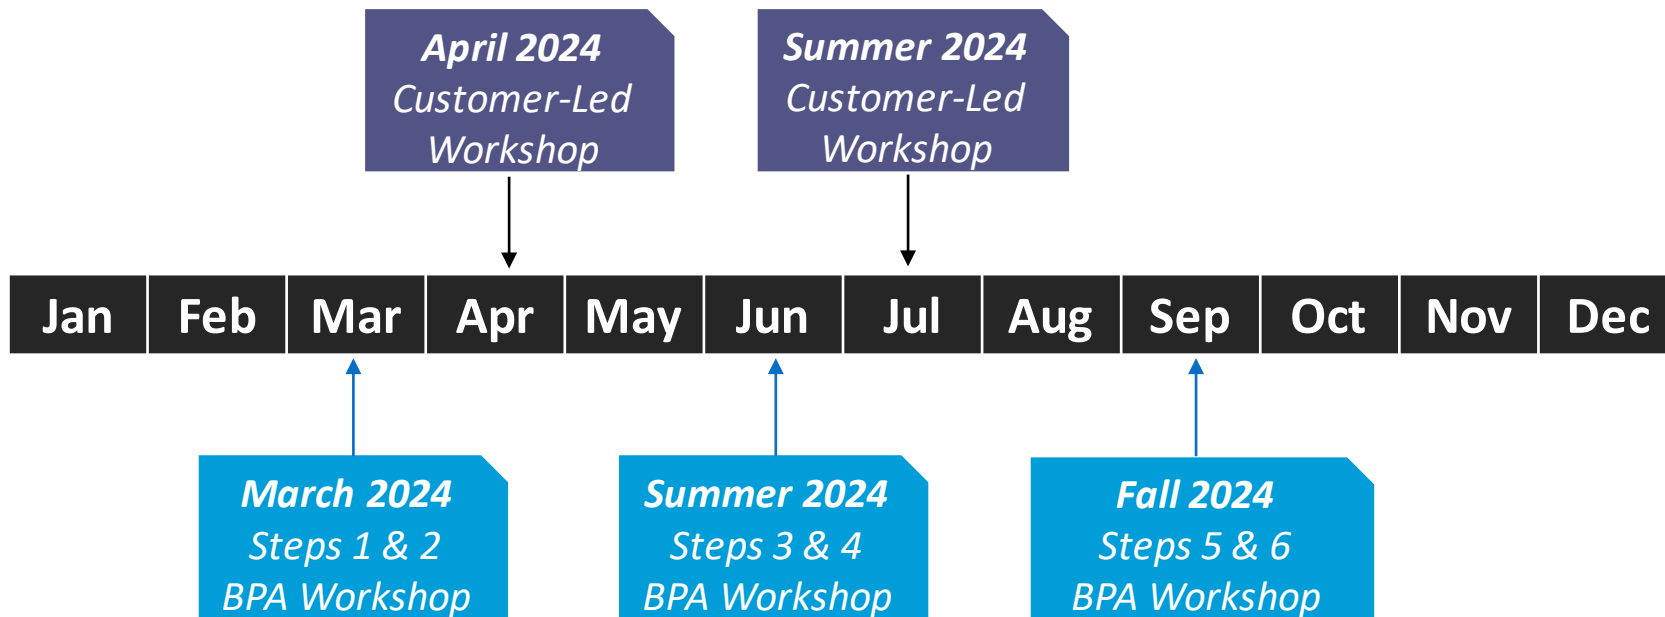 April 2024
Customer-Led
Workshop
Summer 2024
Customer-Led
Workshop
Jan Feb Mar Apr May Jun Jul Aug Sep Oct Nov Dec
March 2024
Steps 1 & 2
BPA Workshop
Summer 2024
Steps 3 & 4
BPA Workshop
Fall 2024
Steps 5 & 6
BPA Workshop